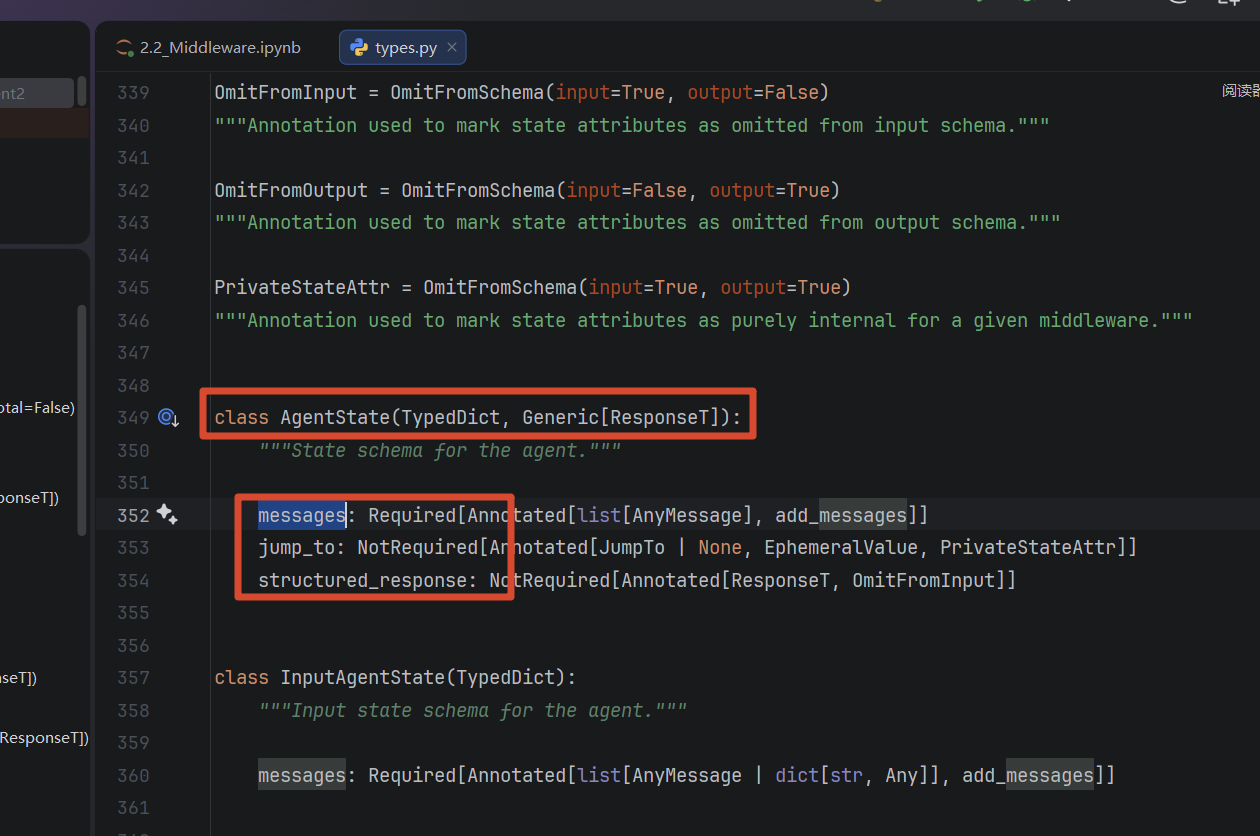 2.2_Middleware.ipynb
types.py
nt2
阅读器
otal=False)
ponseT])
nseT])
ResponseT])
339 OmitFromInput = OmitFromSchema(input=True, output=False)
340 """Annotation used to mark state attributes as omitted from input schema."""
341
342 OmitFromOutput = OmitFromSchema(input=False, output=True)
343 """Annotation used to mark state attributes as omitted from output schema."""
344
345 PrivateStateAttr = OmitFromSchema(input=True, output=True)
346 """Annotation used to mark state attributes as purely internal for a given middleware."""
347
348
349 class AgentState(TypedDict, Generic[ResponseT]):
350 """State schema for the agent."""
351
352 messages: Required[Annotated[list[AnyMessage], add_messages]]
353 jump_to: NotRequired[Annotated[JumpTo | None, EphemeralValue, PrivateStateAttr]]
354 structured_response: NotRequired[Annotated[ResponseT, OmitFromInput]]
355
356
357 class InputAgentState(TypedDict):
358 """Input state schema for the agent."""
359
360 messages: Required[Annotated[list[AnyMessage | dict[str, Any]], add_messages]]
361